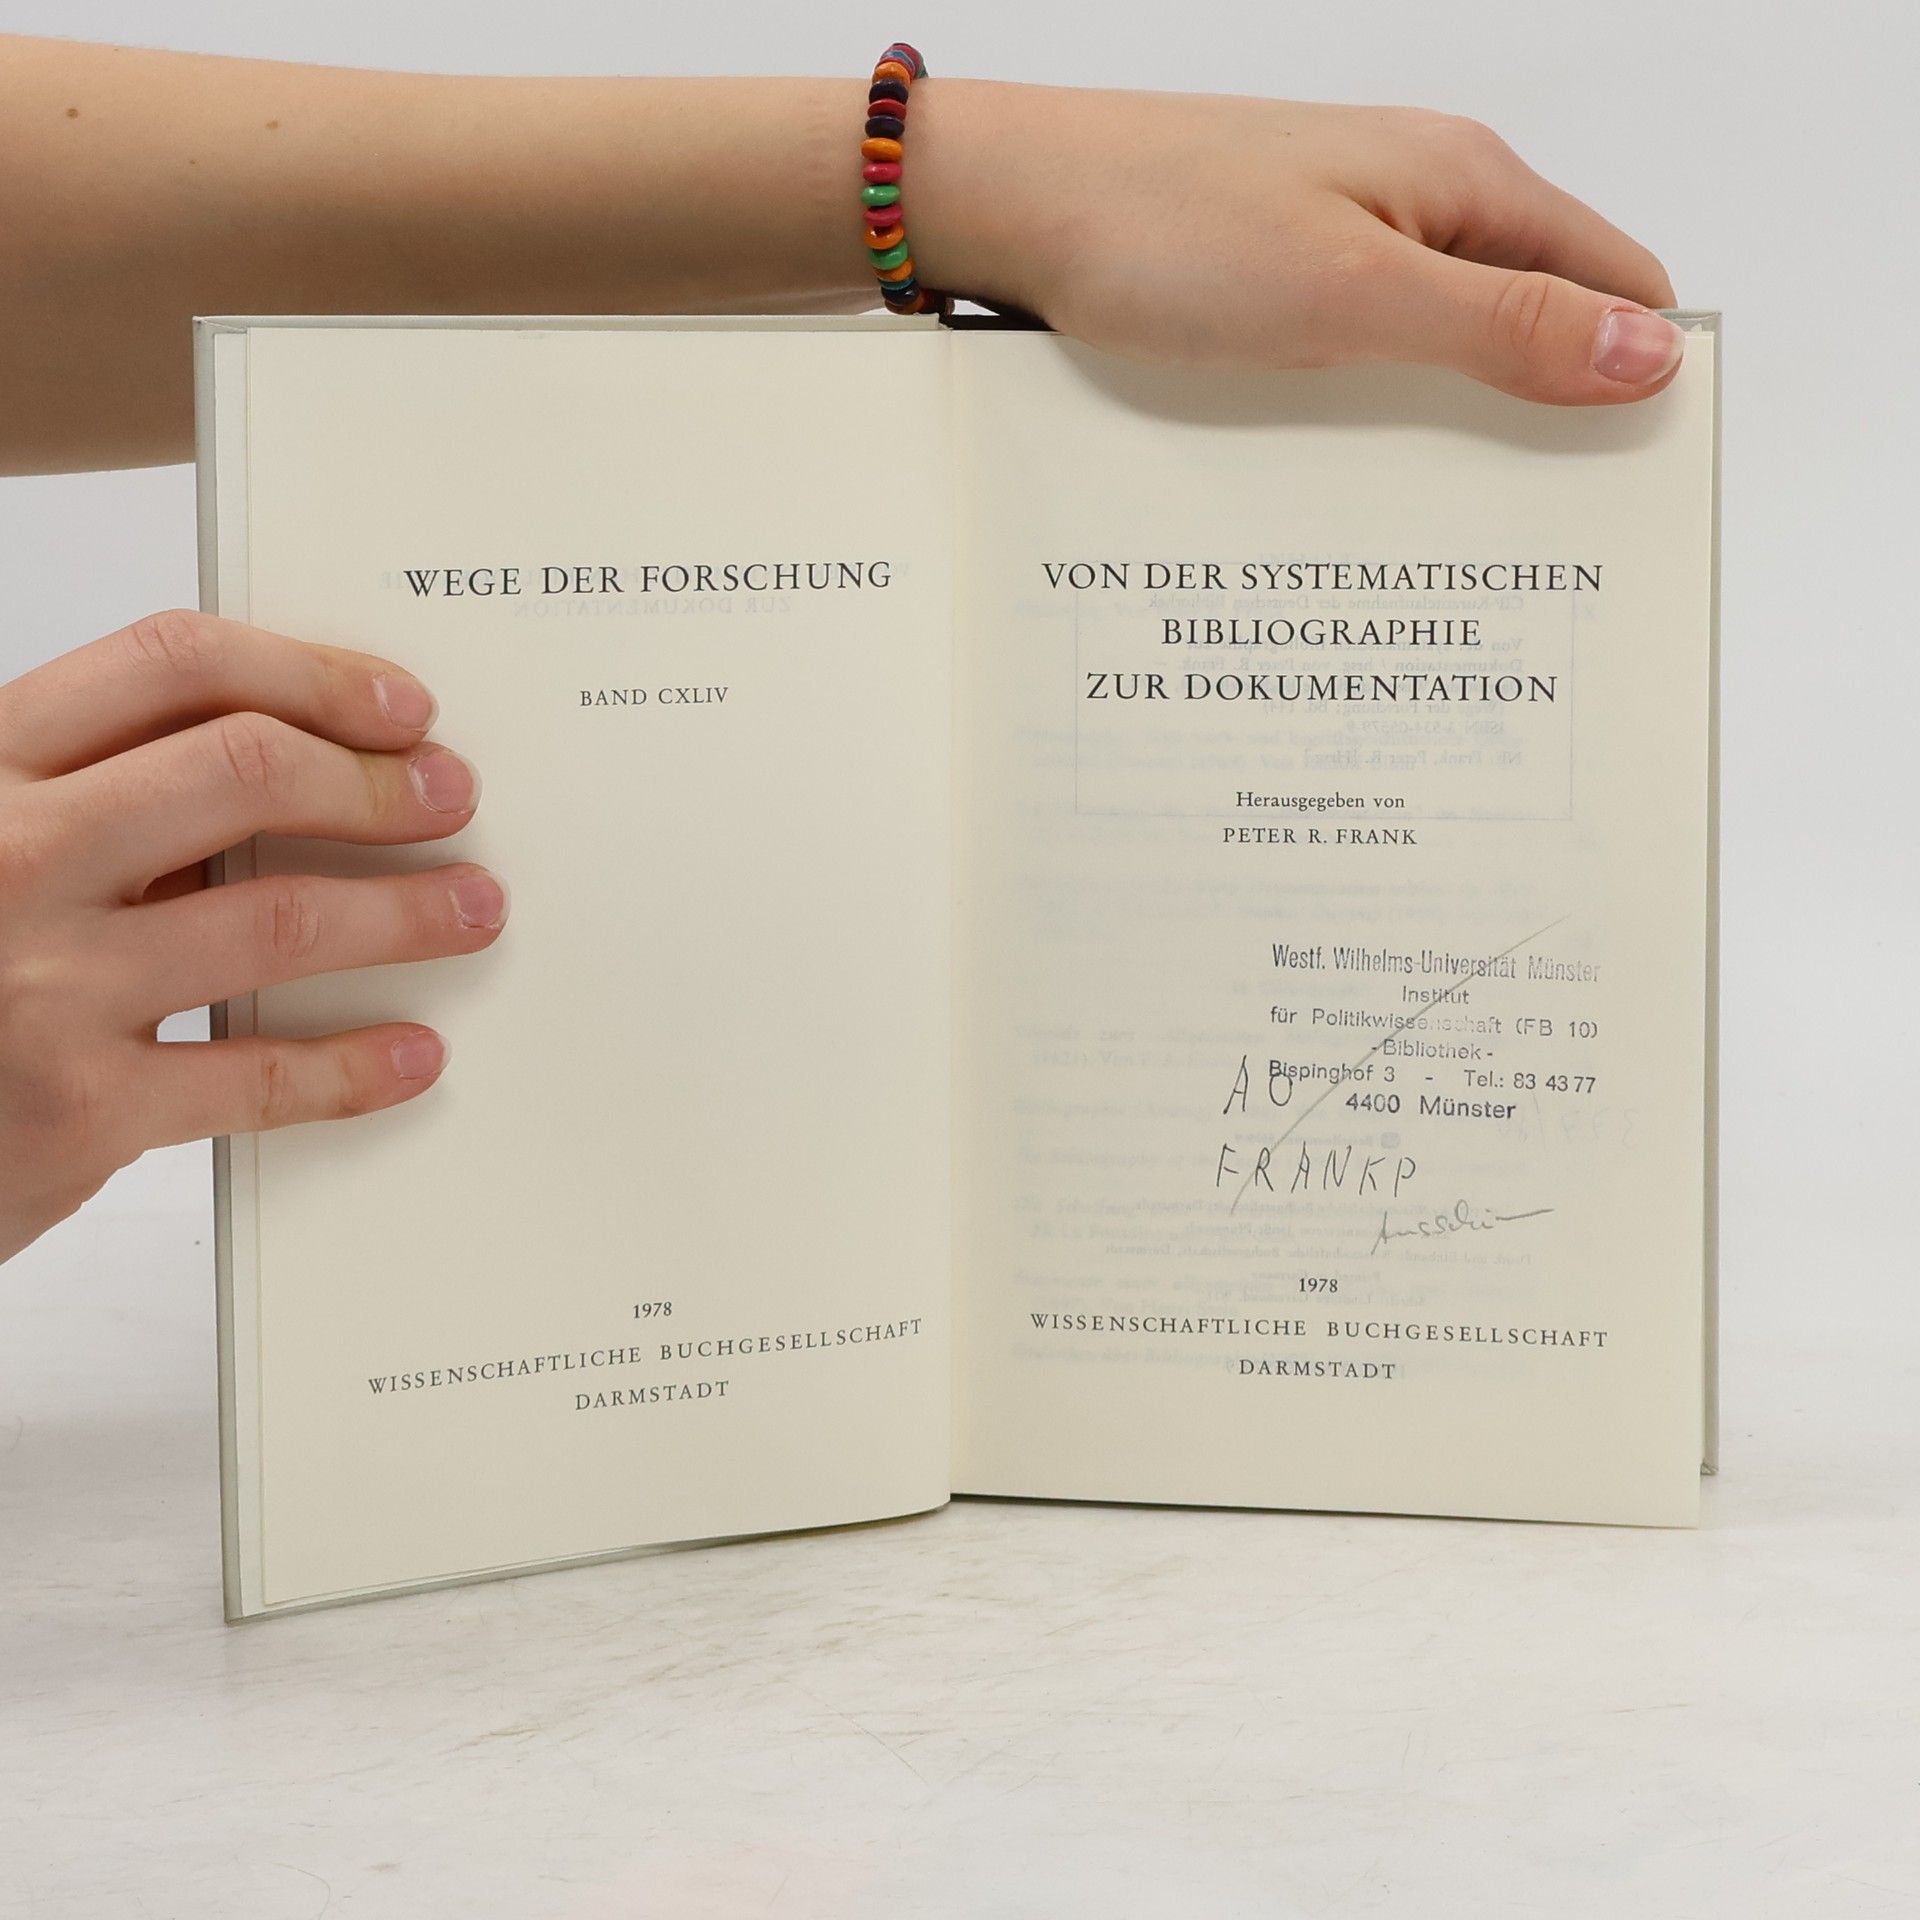 WEGE DER FORSCHUNG
BAND CXLIV
1978
WISSENSCHAFTLICHE BUCHGESELLSCHAFT
DARMSTADT
VON DER SYSTEMATISCHEN
BIBLIOGRAPHIE
ZUR DOKUMENTATION
Herausgegeben von
PETER R. FRANK
Westf. Wilhelms-Universität Münster
Institut
für Politikwissenschaft (FB 10)
- Bibliothek -
Bispinghof 3 - Tel.: 83 43 77
4400 Münster
A O
FRANKP
1978
WISSENSCHAFTLICHE BUCHGESELLSCHAFT
DARMSTADT